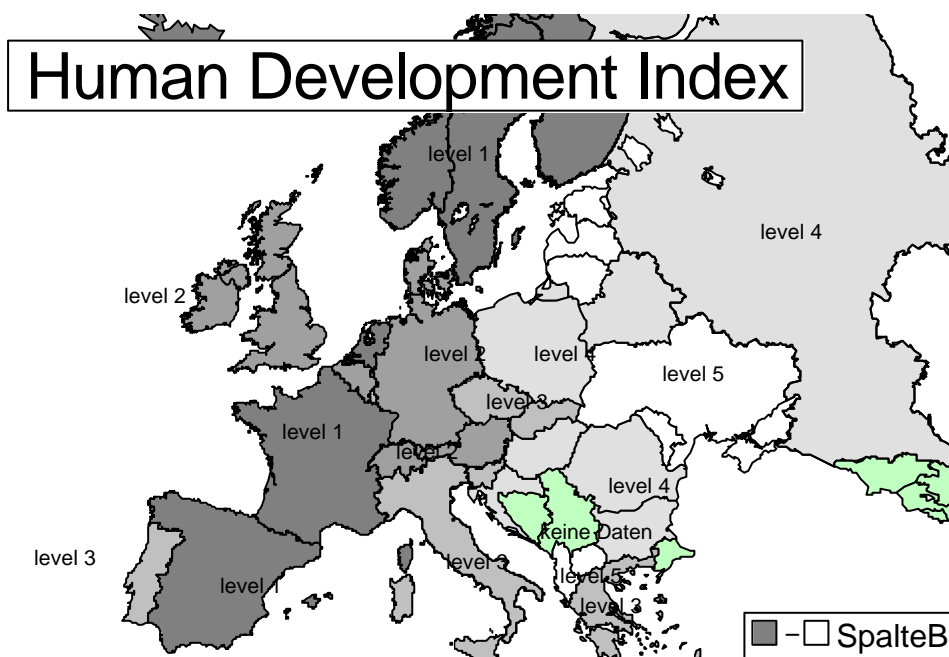 Human Development Index
level 1
level 4
level 2
level 2
level 4
level 5
level 3
level 1
level 2
level 4
keine Daten
level 3
level 3
level 5
level 1
level 3
– SpalteB